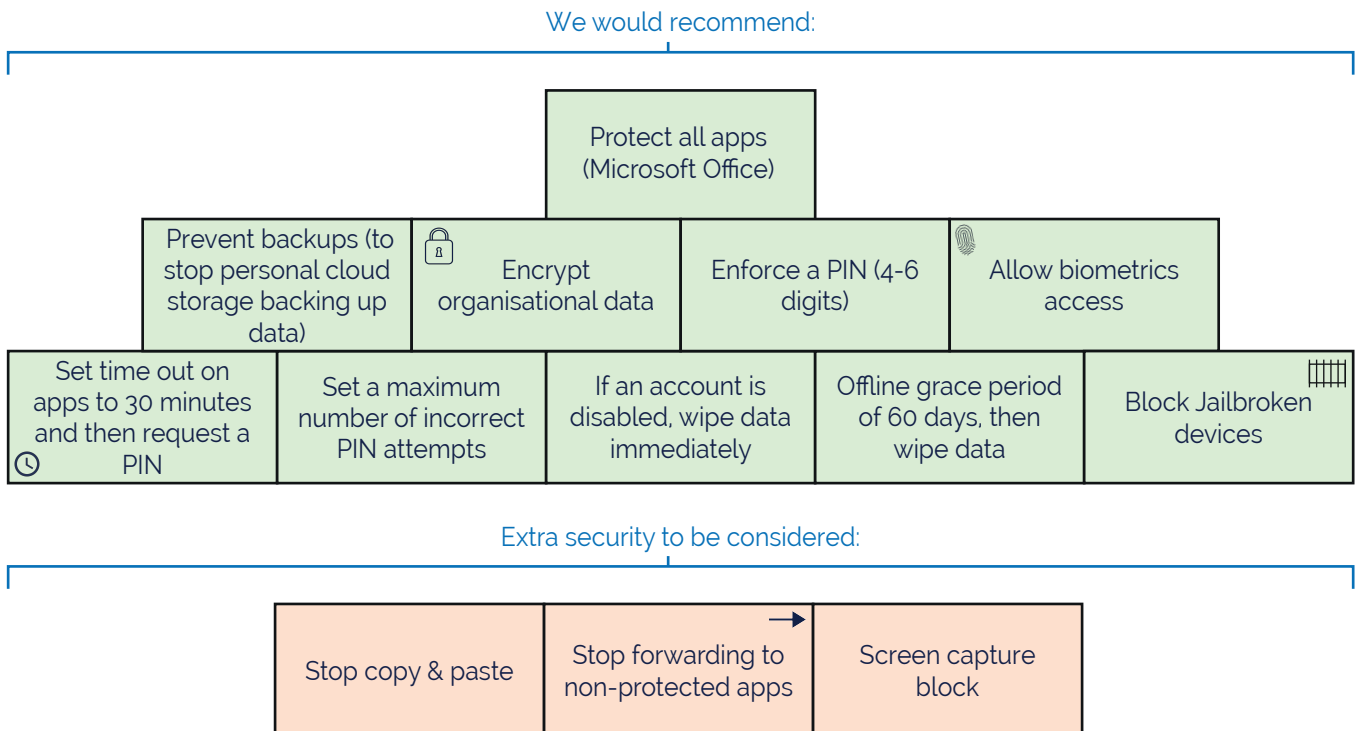 We would recommend:
Protect all apps
(Microsoft Office)
Prevent backups (to
stop personal cloud
storage backing up
data)
Encrypt
organisational data
Enforce a PIN (4-6
digits)
Allow biometrics
access
Set time out on
apps to 30 minutes
and then request a
PIN
Set a maximum
number of incorrect
PIN attempts
If an account is
disabled, wipe data
immediately
Offline grace period
of 60 days, then
wipe data
Block Jailbroken
devices
Extra security to be considered:
Stop copy & paste
Stop forwarding to
non-protected apps
Screen capture
block